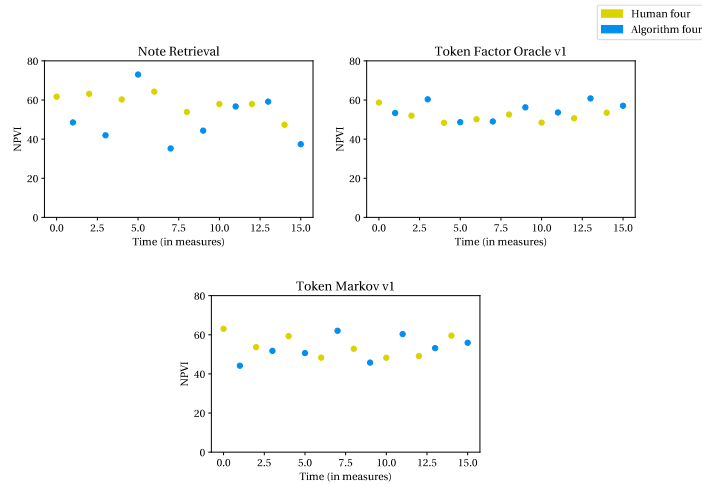 Human four
Algorithm four
Note Retrieval
80
60
40
20
0
NPVI
0.0 2.5 5.0 7.5 10.0 12.5 15.0
Time (in measures)
Token Factor Oracle v1
80
60
40
20
0
NPVI
0.0 2.5 5.0 7.5 10.0 12.5 15.0
Time (in measures)
Token Markov v1
80
60
40
20
0
NPVI
0.0 2.5 5.0 7.5 10.0 12.5 15.0
Time (in measures)